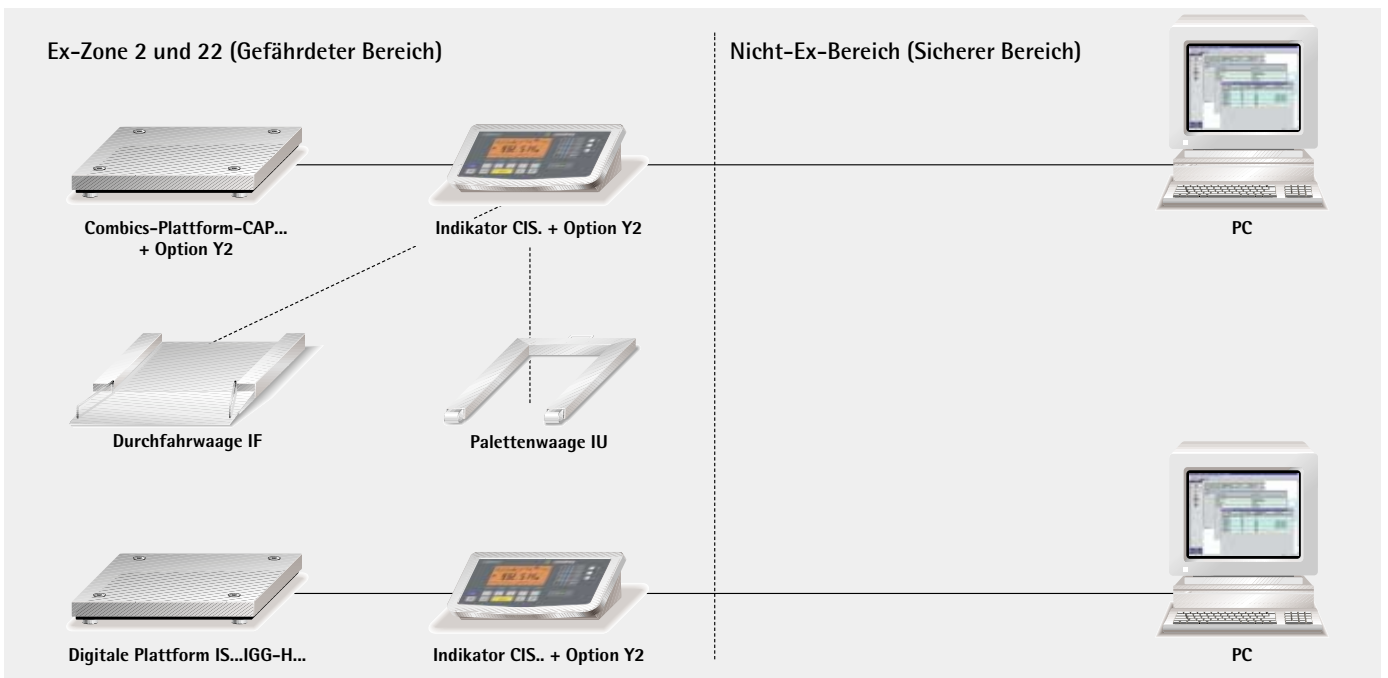 Ex-Zone 2 und 22 (Gefährdeter Bereich)
Nicht-Ex-Bereich (Sicherer Bereich)
Combics-Plattform-CAP...
+ Option Y2
Indikator CIS. + Option Y2
PC
Durchfahrwaage IF
Palettenwaage IU
Digitale Plattform IS...IGG-H...
Indikator CIS.. + Option Y2
PC